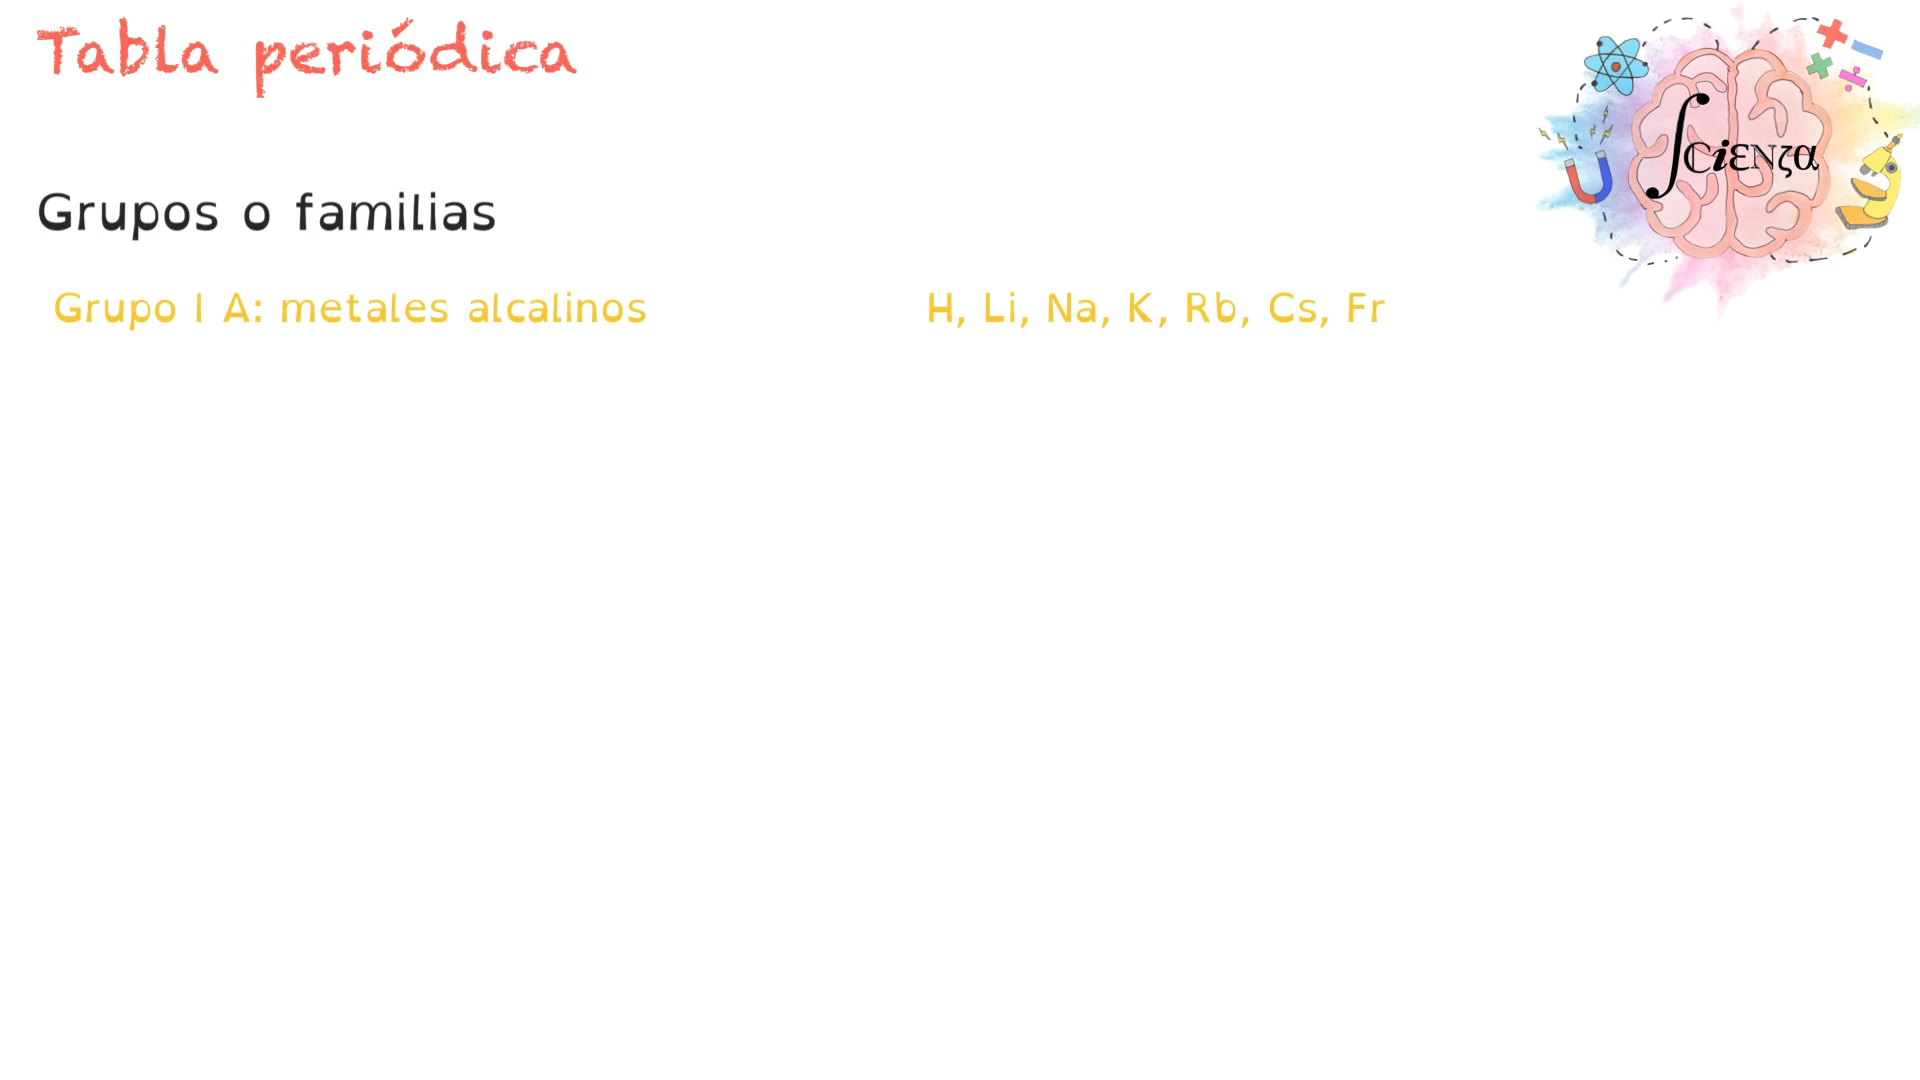 Tabla periódica
∫CiENζα
Grupos o familias
Grupo I A: metales alcalinos
H, Li, Na, K, Rb, Cs, Fr